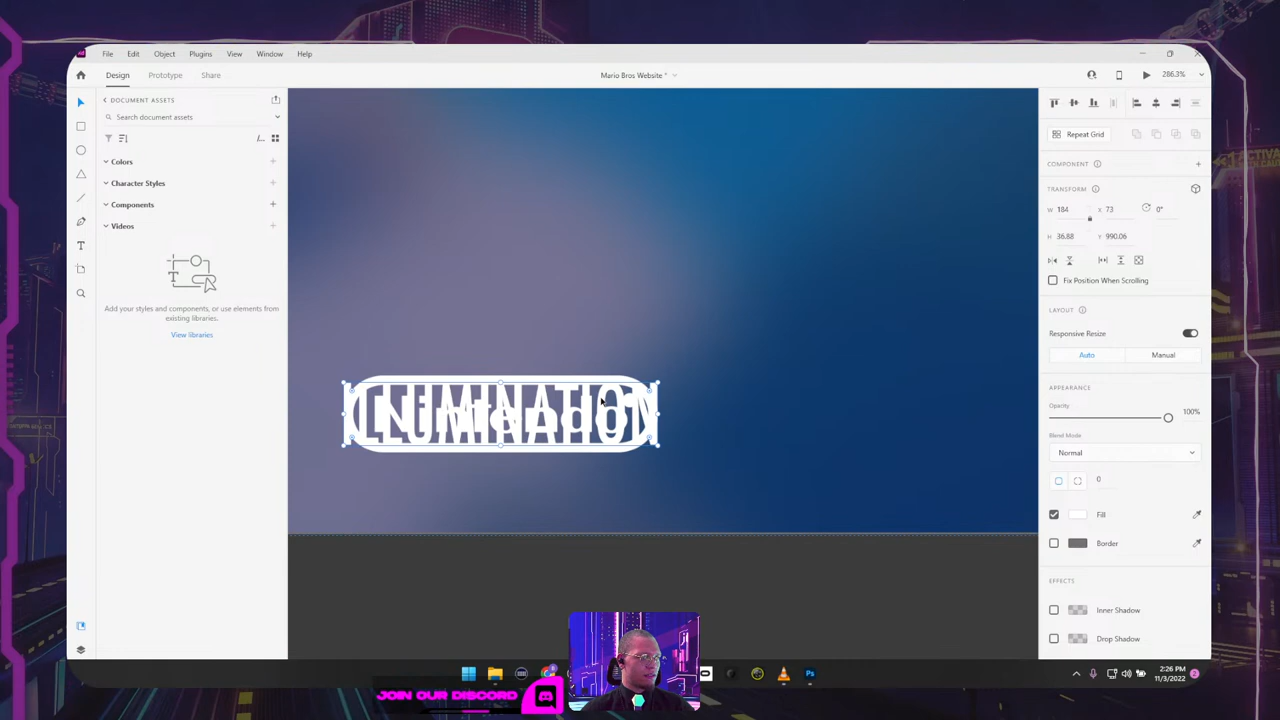 File Edit Object Plugins View Window Help
Design Prototype Share
Mario Bros Website *
286.3%
DOCUMENT ASSETS
Search document assets
Colors
Character Styles
Components
Videos
Add your styles and components, or use elements from
existing libraries.
View libraries
ILLUMINATION
Nintendo
Repeat Grid
COMPONENT
TRANSFORM
W 184 X 73 0°
H 36.88 Y 990.06
Fix Position When Scrolling
LAYOUT
Responsive Resize
Auto Manual
APPEARANCE
Opacity
100%
Blend Mode
Normal
0
Fill
Border
EFFECTS
Inner Shadow
Drop Shadow
Ps
2:26 PM
11/3/2022
JOIN OUR DISCORD